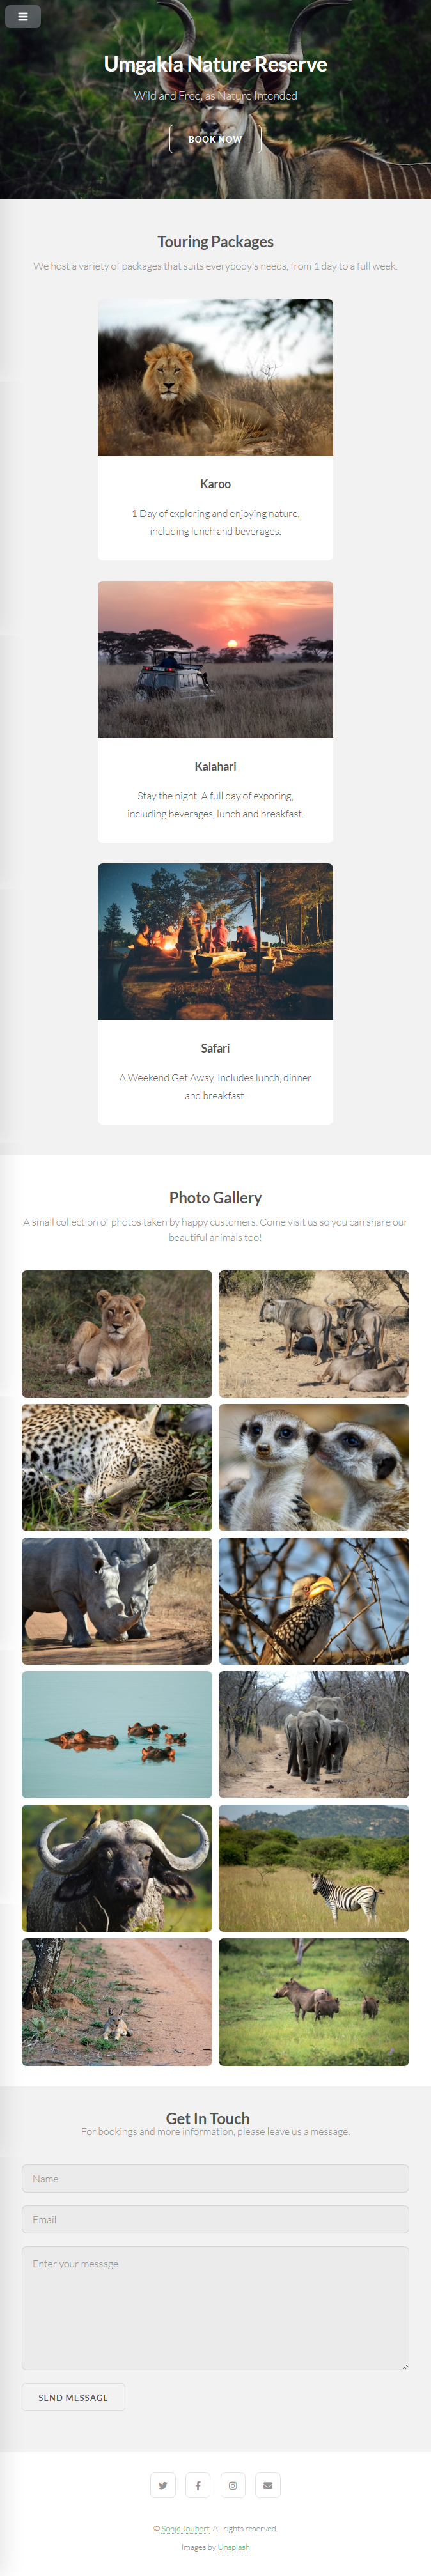 Umgakla Nature Reserve
Wild and Free, as Nature Intended
BOOK NOW
Touring Packages
We host a variety of packages that suits everybody's needs, from 1 day to a full week.
Karoo
1 Day of exploring and enjoying nature,
including lunch and beverages.
Kalahari
Stay the night. A full day of exporing,
including beverages, lunch and breakfast.
Safari
A Weekend Get Away. Includes lunch, dinner
and breakfast.
Photo Gallery
A small collection of photos taken by happy customers. Come visit us so you can share our
beautiful animals too!
Get In Touch
For bookings and more information, please leave us a message.
Name
Email
Enter your message
SEND MESSAGE
© Sonja Joubert. All rights reserved.
Images by Unsplash